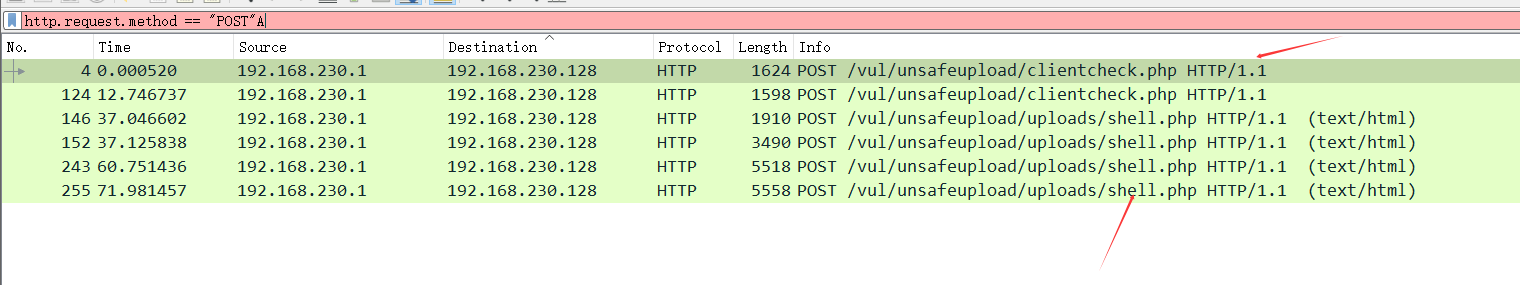 http.request.method == "POST"A
No. Time Source Destination Protocol Length Info
4 0.000520 192.168.230.1 192.168.230.128 HTTP 1624 POST /vul/unsafeupload/clientcheck.php HTTP/1.1
124 12.746737 192.168.230.1 192.168.230.128 HTTP 1598 POST /vul/unsafeupload/clientcheck.php HTTP/1.1
146 37.046602 192.168.230.1 192.168.230.128 HTTP 1910 POST /vul/unsafeupload/uploads/shell.php HTTP/1.1 (text/html)
152 37.125838 192.168.230.1 192.168.230.128 HTTP 3490 POST /vul/unsafeupload/uploads/shell.php HTTP/1.1 (text/html)
243 60.751436 192.168.230.1 192.168.230.128 HTTP 5518 POST /vul/unsafeupload/uploads/shell.php HTTP/1.1 (text/html)
255 71.981457 192.168.230.1 192.168.230.128 HTTP 5558 POST /vul/unsafeupload/uploads/shell.php HTTP/1.1 (text/html)